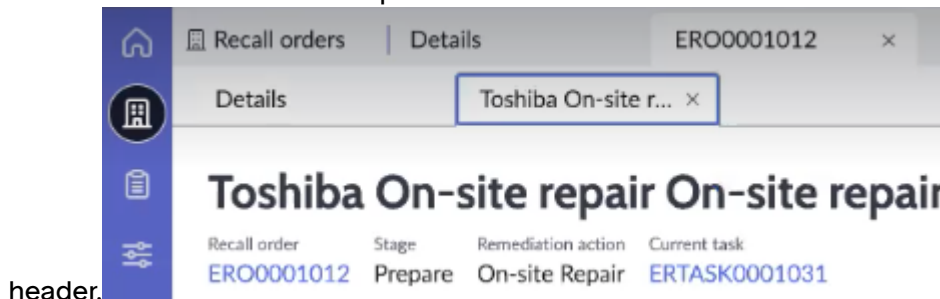 Recall orders Details ERO0001012 ×
Details Toshiba On-site r... ×
Toshiba On-site repair On-site repair
Recall order Stage Remediation action Current task
ERO0001012 Prepare On-site Repair ERTASK0001031
header.